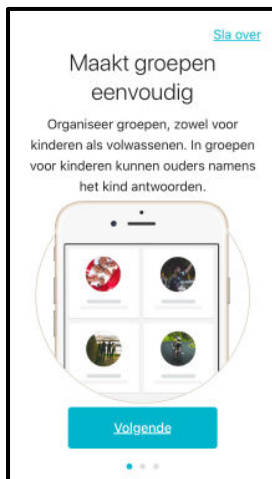 Sla over
Maakt groepen
eenvoudig
Organiseer groepen, zowel voor
kinderen als volwassenen. In groepen
voor kinderen kunnen ouders namens
het kind antwoorden.
Volgende